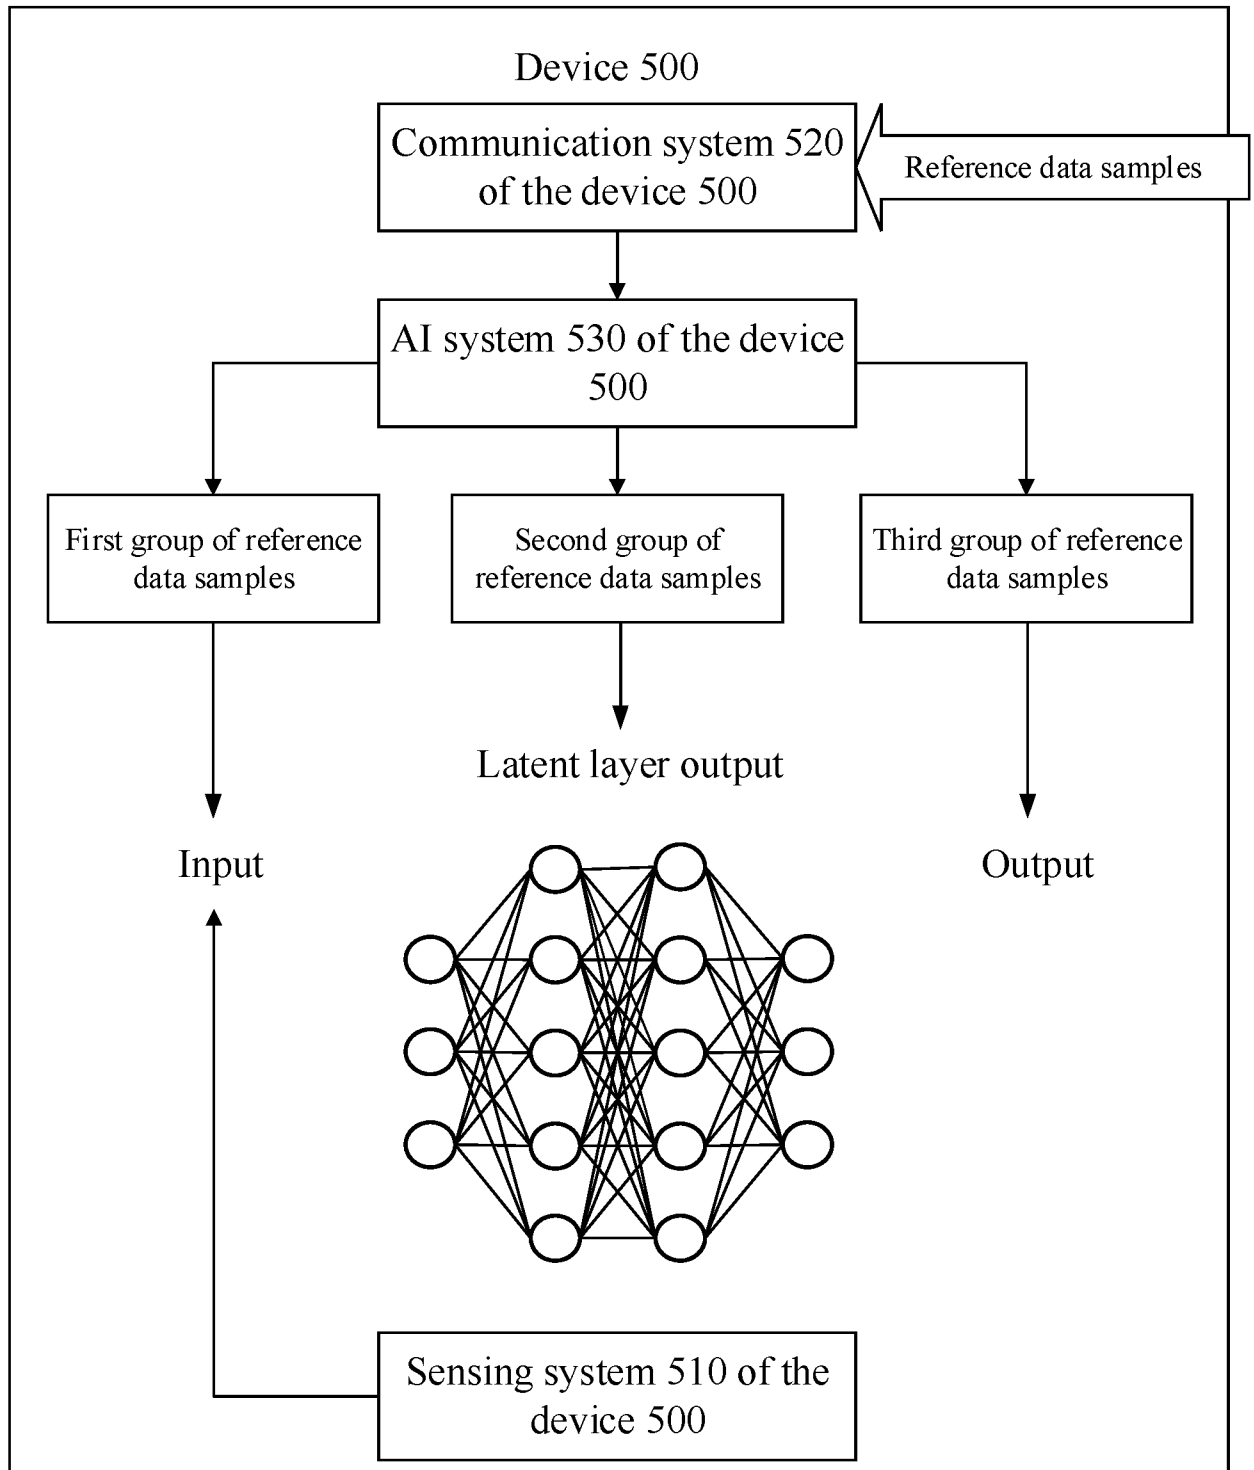 Device 500
Communication system 520
of the device 500
Reference data samples
AI system 530 of the device
500
First group of reference
data samples
Second group of
reference data samples
Third group of reference
data samples
Latent layer output
Input
Output
Sensing system 510 of the
device 500